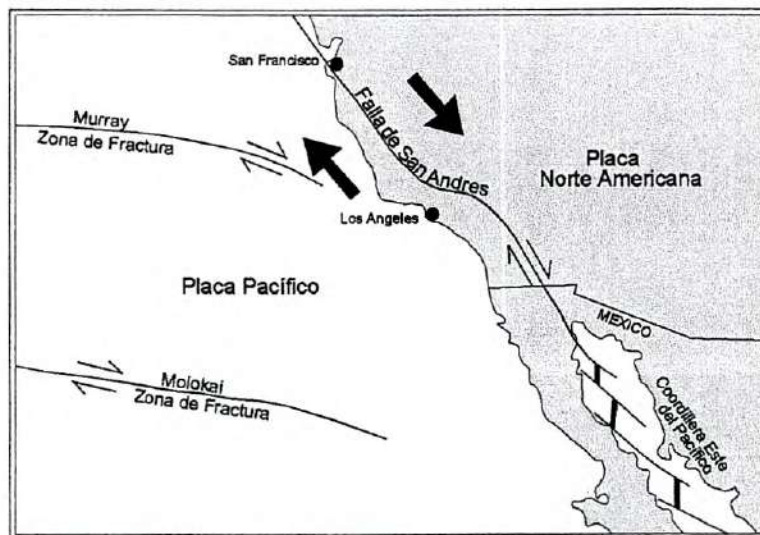 San Francisco
Falla de San Andres
Murray
Zona de Fractura
Placa
Norte Americana
Los Angeles
Placa Pacífico
MEXICO
Molokai
Zona de Fractura
Coordillera Este
del Pacífico